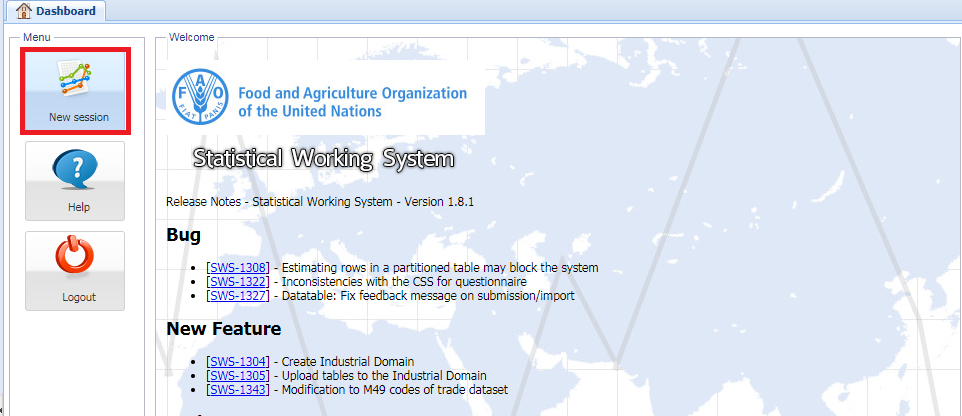 Dashboard
Menu
New session
Help
Logout
Welcome
F A O
FIAT PANIS
Food and Agriculture Organization
of the United Nations
Statistical Working System
Release Notes - Statistical Working System - Version 1.8.1
Bug
[SWS-1308] - Estimating rows in a partitioned table may block the system
[SWS-1322] - Inconsistencies with the CSS for questionnaire
[SWS-1327] - Datatable: Fix feedback message on submission/import
New Feature
[SWS-1304] - Create Industrial Domain
[SWS-1305] - Upload tables to the Industrial Domain
[SWS-1343] - Modification to M49 codes of trade dataset